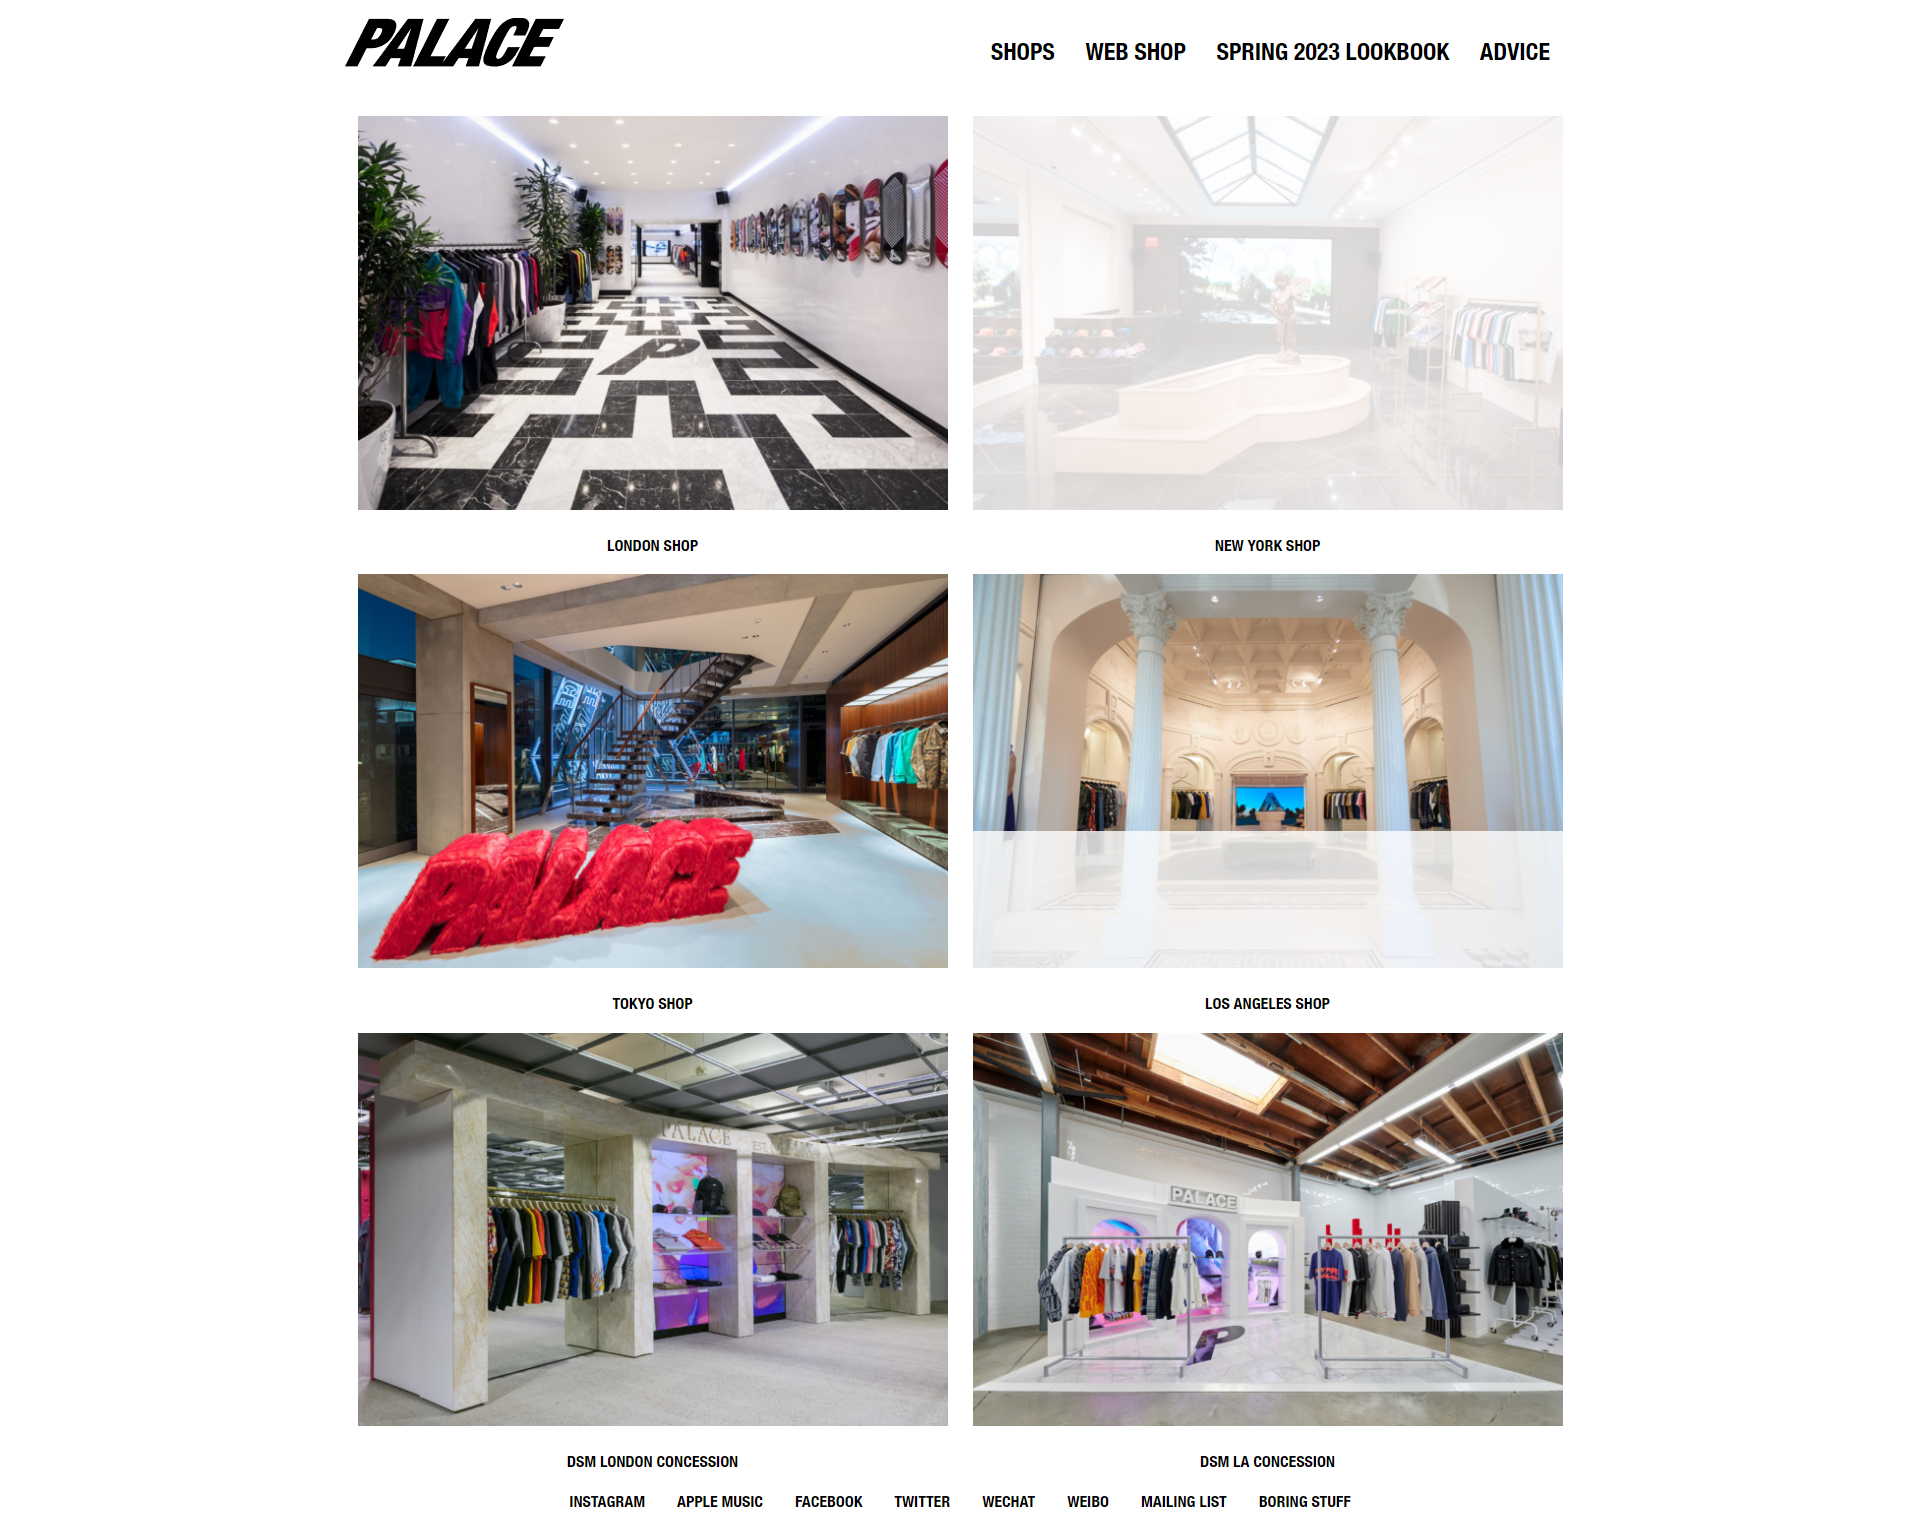 PALACE
SHOPS WEB SHOP SPRING 2023 LOOKBOOK ADVICE
P
LONDON SHOP
NEW YORK SHOP
PALACE
TOKYO SHOP
LOS ANGELES SHOP
PALACE
PALACE
P
DSM LONDON CONCESSION
DSM LA CONCESSION
INSTAGRAM APPLE MUSIC FACEBOOK TWITTER WECHAT WEIBO MAILING LIST BORING STUFF